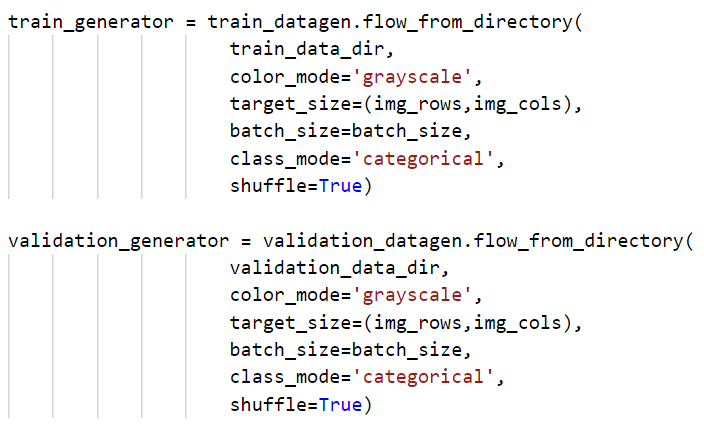 train_generator = train_datagen.flow_from_directory(
train_data_dir,
color_mode='grayscale',
target_size=(img_rows,img_cols),
batch_size=batch_size,
class_mode='categorical',
shuffle=True)
validation_generator = validation_datagen.flow_from_directory(
validation_data_dir,
color_mode='grayscale',
target_size=(img_rows,img_cols),
batch_size=batch_size,
class_mode='categorical',
shuffle=True)